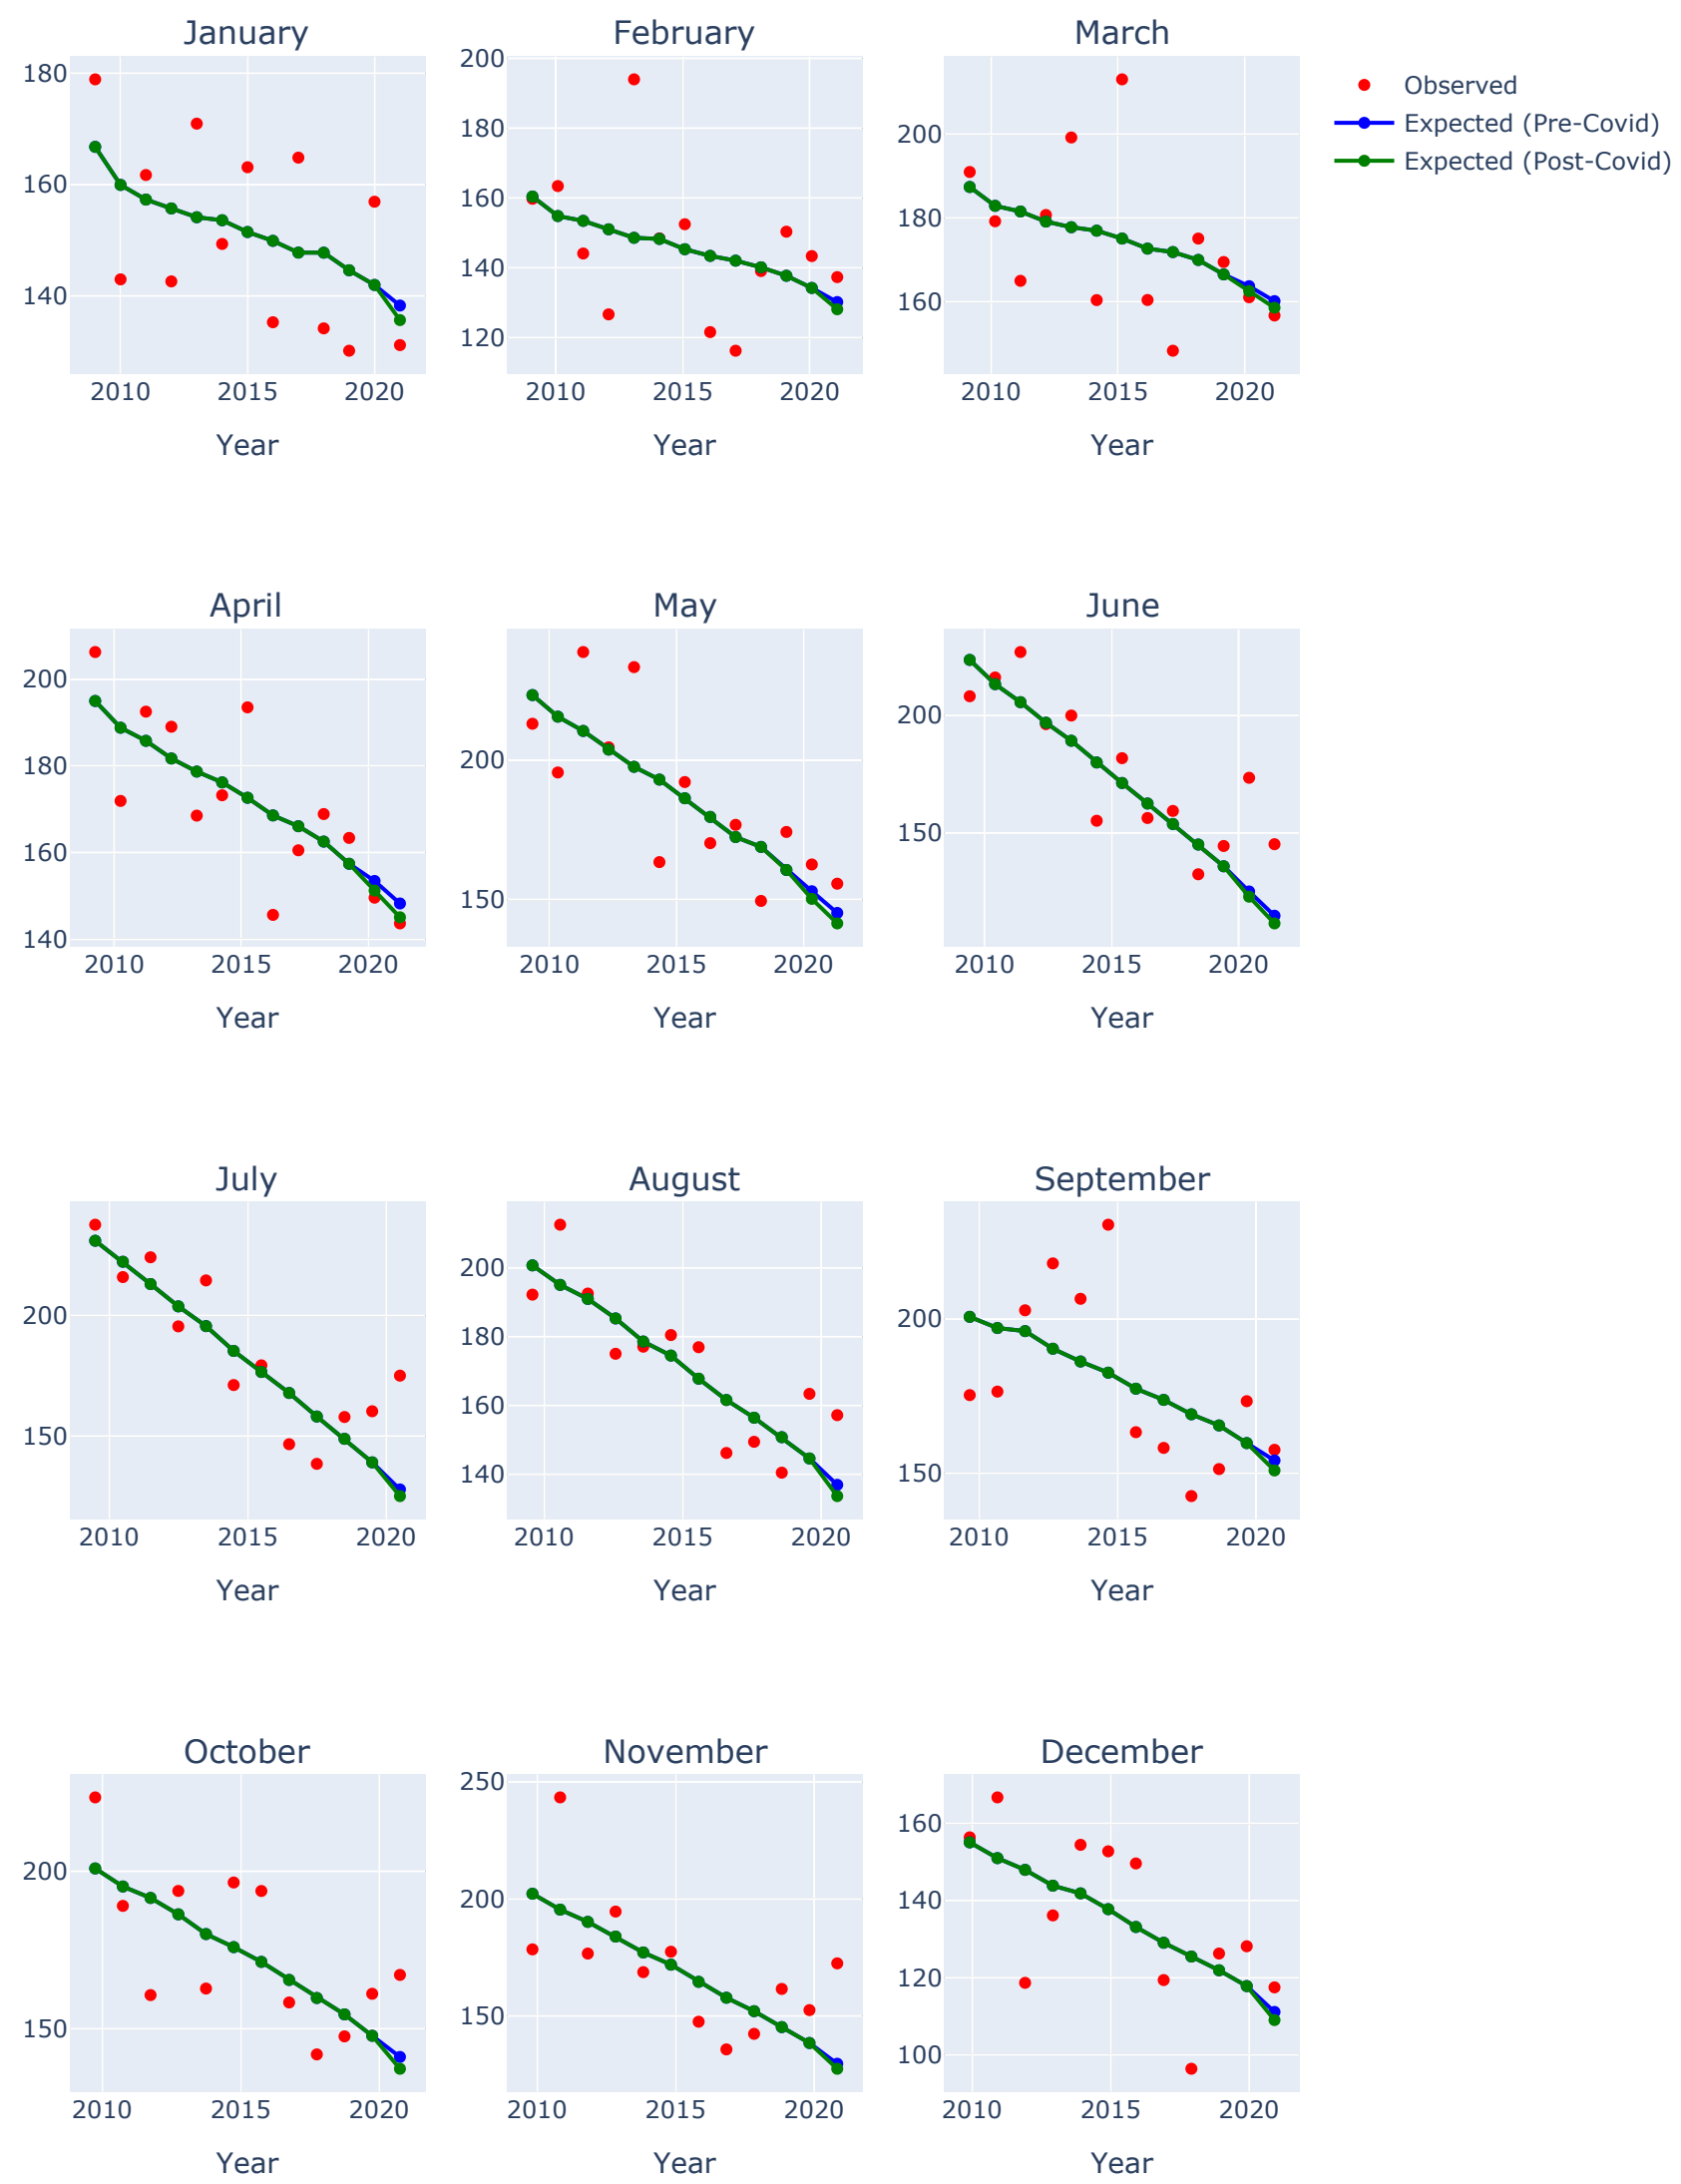 January February March
200
180
180
200
160
160
180
140
140
160
120
2010 2015 2020 2010 2015 2020 2010 2015 2020
Year Year Year
Observed
Expected (Pre-Covid)
Expected (Post-Covid)
April May June
200
180
160
140
200
150
200
150
2010 2015 2020 2010 2015 2020 2010 2015 2020
Year Year Year
July August September
200
150
200
180
160
140
200
150
2010 2015 2020 2010 2015 2020 2010 2015 2020
Year Year Year
October November December
200
150
250
200
150
160
140
120
100
2010 2015 2020 2010 2015 2020 2010 2015 2020
Year Year Year